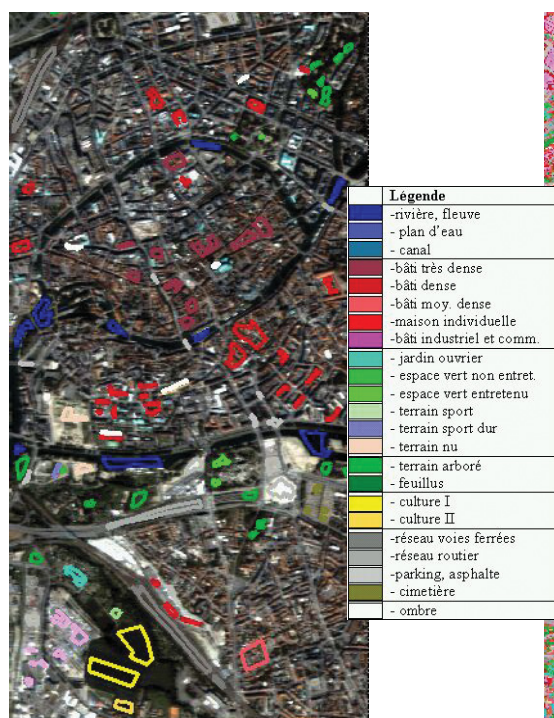 Légende
-rivière, fleuve
- plan d'eau
- canal
-bâti très dense
-bâti dense
-bâti moy. dense
-maison individuelle
-bâti industriel et comm.
- jardin ouvrier
- espace vert non entret.
- espace vert entretenu
- terrain sport
- terrain sport dur
- terrain nu
- terrain arboré
- feuillus
- culture I
- culture II
-réseau voies ferrées
-réseau routier
-parking, asphalte
- cimetière
- ombre